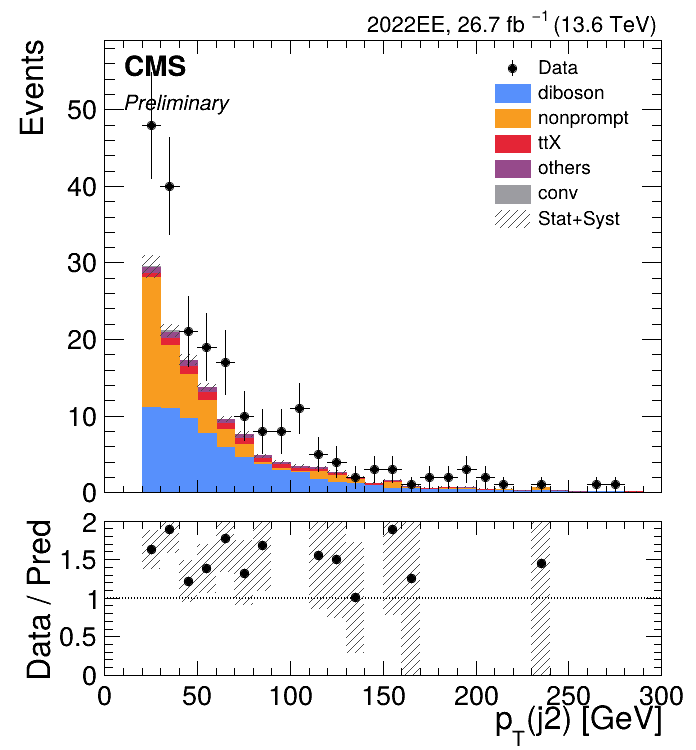 2022EE, 26.7 fb⁻¹ (13.6 TeV)
CMS
Preliminary
Events
50
40
30
20
10
0
Data
diboson
nonprompt
ttX
others
conv
Stat+Syst
Data / Pred
2
1.5
1
0.5
0
0 50 100 150 200 250 300
p_T(j2) [GeV]